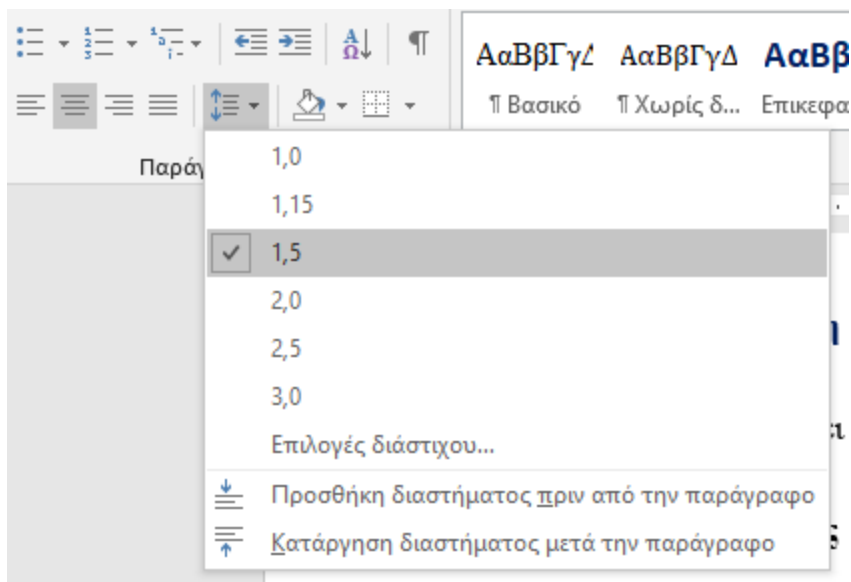 ΑαΒβΓγΔ ΑαΒβΓγΔ ΑαΒβ
¶ Βασικό ¶ Χωρίς δ... Επικεφα
Παράγ
1,0
1,15
1,5
2,0
2,5
3,0
Επιλογές διάστιχου...
Προσθήκη διαστήματος πριν από την παράγραφο
Κατάργηση διαστήματος μετά την παράγραφο